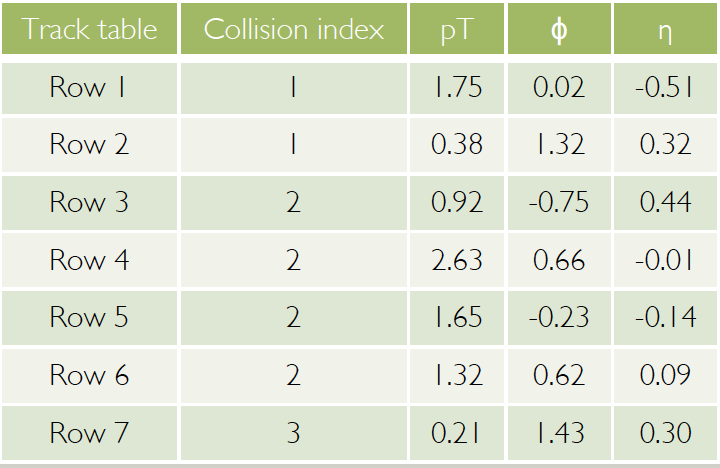 Track table Collision index pT ϕ η
Row 1 1 1.75 0.02 -0.51
Row 2 1 0.38 1.32 0.32
Row 3 2 0.92 -0.75 0.44
Row 4 2 2.63 0.66 -0.01
Row 5 2 1.65 -0.23 -0.14
Row 6 2 1.32 0.62 0.09
Row 7 3 0.21 1.43 0.30